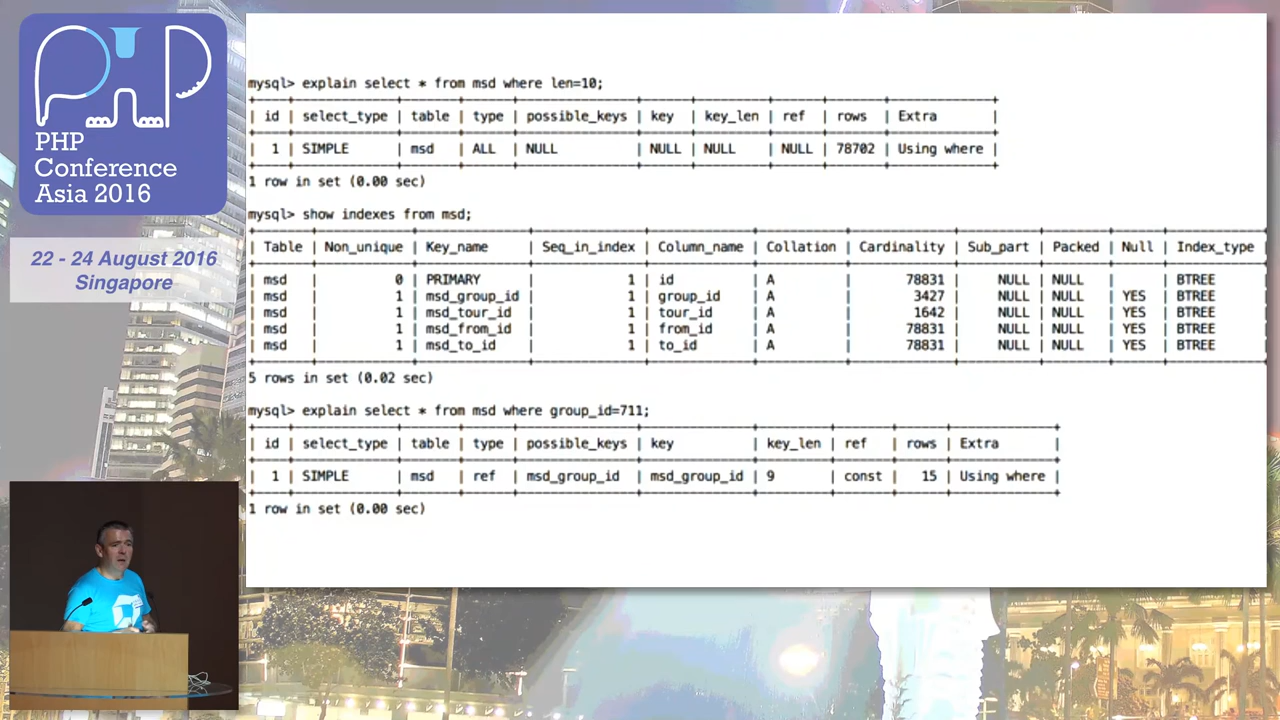 PHP
Conference
Asia 2016
22 - 24 August 2016
Singapore
mysql> explain select * from msd where len=10;
| id | select_type | table | type | possible_keys | key | key_len | ref | rows | Extra |
| 1 | SIMPLE | msd | ALL | NULL | NULL | NULL | NULL | 78702 | Using where |
1 row in set (0.00 sec)
mysql> show indexes from msd;
| Table | Non_unique | Key_name | Seq_in_index | Column_name | Collation | Cardinality | Sub_part | Packed | Null | Index_type
| msd | 0 | PRIMARY | 1 | id | A | 78831 | NULL | NULL | | BTREE
| msd | 1 | msd_group_id | 1 | group_id | A | 3427 | NULL | NULL | YES | BTREE
| msd | 1 | msd_tour_id | 1 | tour_id | A | 1642 | NULL | NULL | YES | BTREE
| msd | 1 | msd_from_id | 1 | from_id | A | 78831 | NULL | NULL | YES | BTREE
| msd | 1 | msd_to_id | 1 | to_id | A | 78831 | NULL | NULL | YES | BTREE
5 rows in set (0.02 sec)
mysql> explain select * from msd where group_id=711;
| id | select_type | table | type | possible_keys | key | key_len | ref | rows | Extra |
| 1 | SIMPLE | msd | ref | msd_group_id | msd_group_id | 9 | const | 15 | Using where |
1 row in set (0.00 sec)